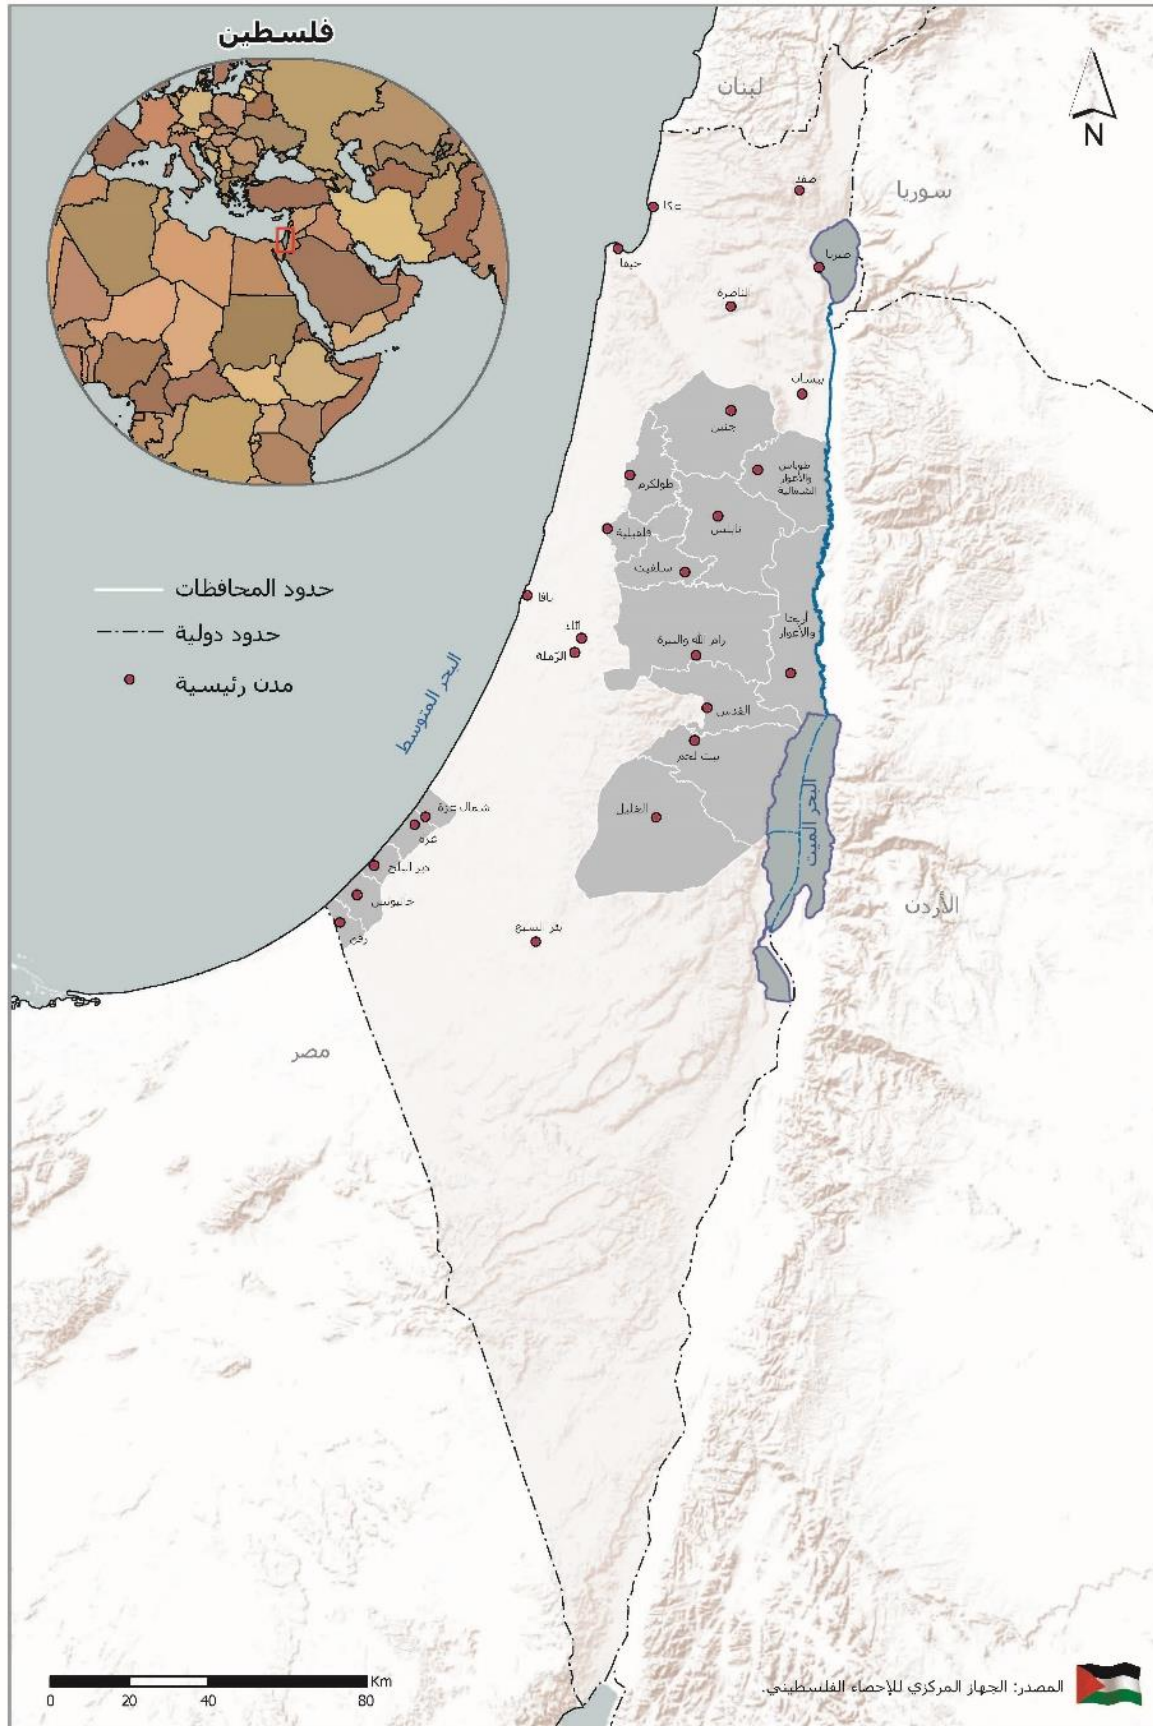 فلسطين
N
لبنان
سوريا
صفد
عكا
حيفا
طبريا
الناصرة
بيسان
جنين
طوباس
والأغوار
الشمالية
طولكرم
نابلس
قلقيلية
سلفيت
حدود المحافظات
حدود دولية
مدن رئيسية
يافا
أريحا
والأغوار
اللد
الرّملة
رام الله والبيرة
البحر المتوسط
القدس
بيت لحم
البحر الميت
شمال غزة
غزة
الخليل
دير البلح
خانيونس
رفح
بئر السبع
الأردن
مصر
Km
0 20 40 80
المصدر: الجهاز المركزي للإحصاء الفلسطيني.